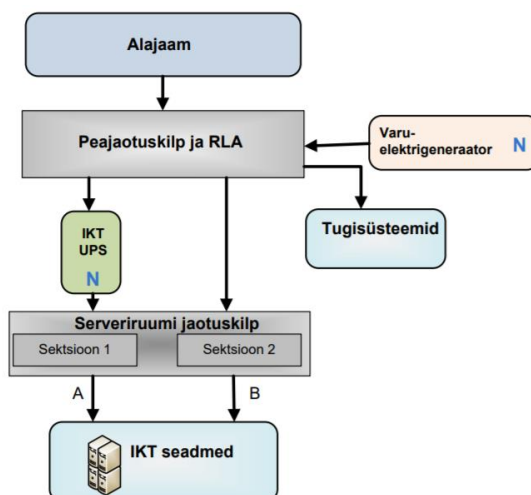 Alajaam
Peajaotuskilp ja RLA
Varu-
elektrigeneraator
N
IKT
UPS
N
Tugisüsteemid
Serveriruumi jaotuskilp
Sektsioon 1
Sektsioon 2
A
B
IKT seadmed